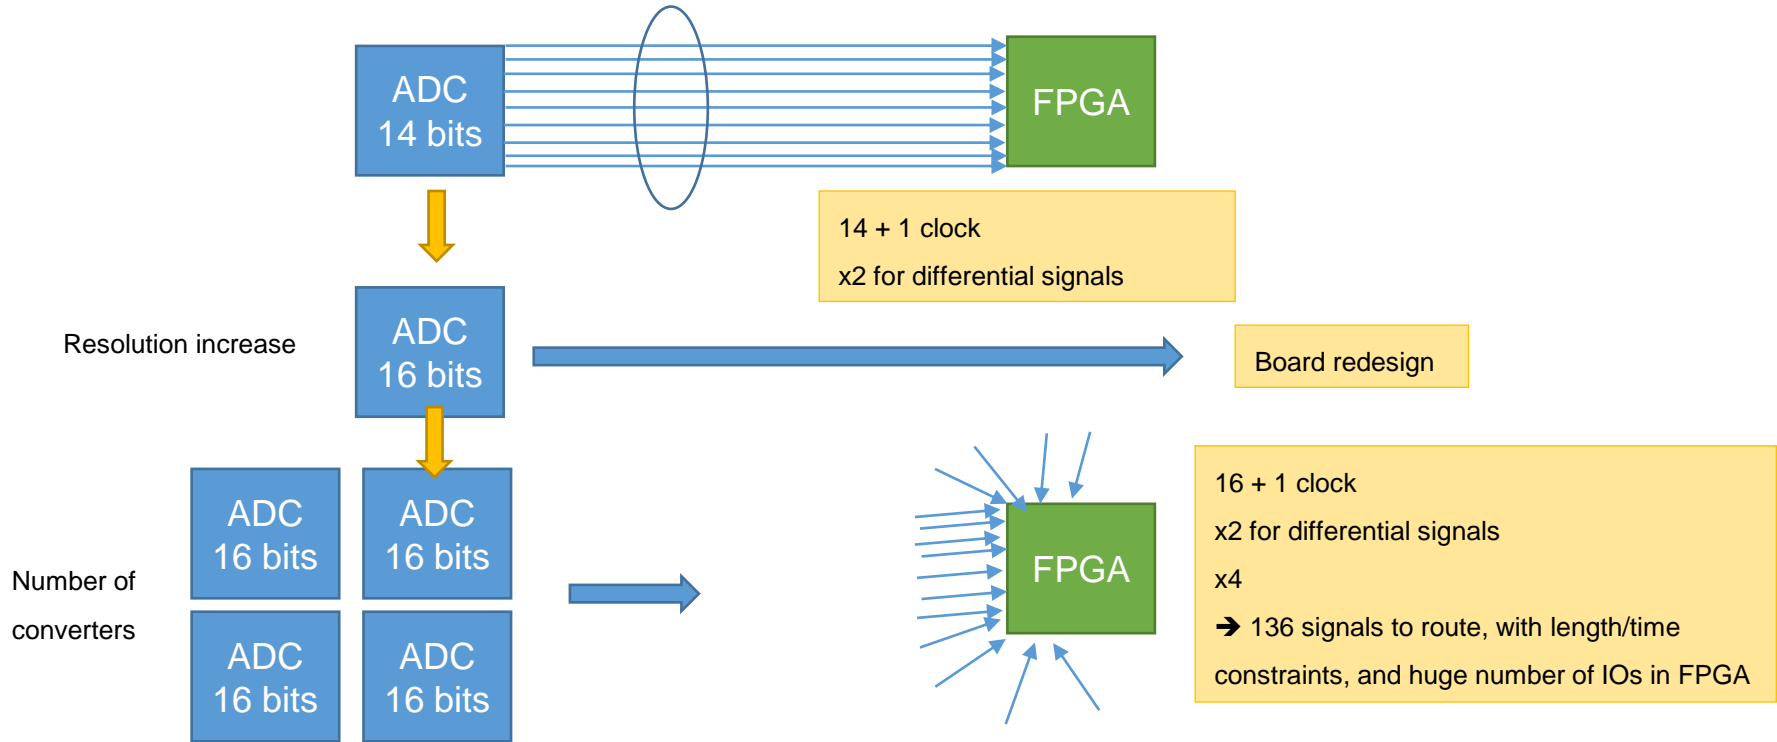 ADC
14 bits
FPGA
14 + 1 clock
x2 for differential signals
Resolution increase
ADC
16 bits
Board redesign
Number of
converters
ADC
16 bits
ADC
16 bits
ADC
16 bits
ADC
16 bits
FPGA
16 + 1 clock
x2 for differential signals
x4
➔ 136 signals to route, with length/time
constraints, and huge number of IOs in FPGA